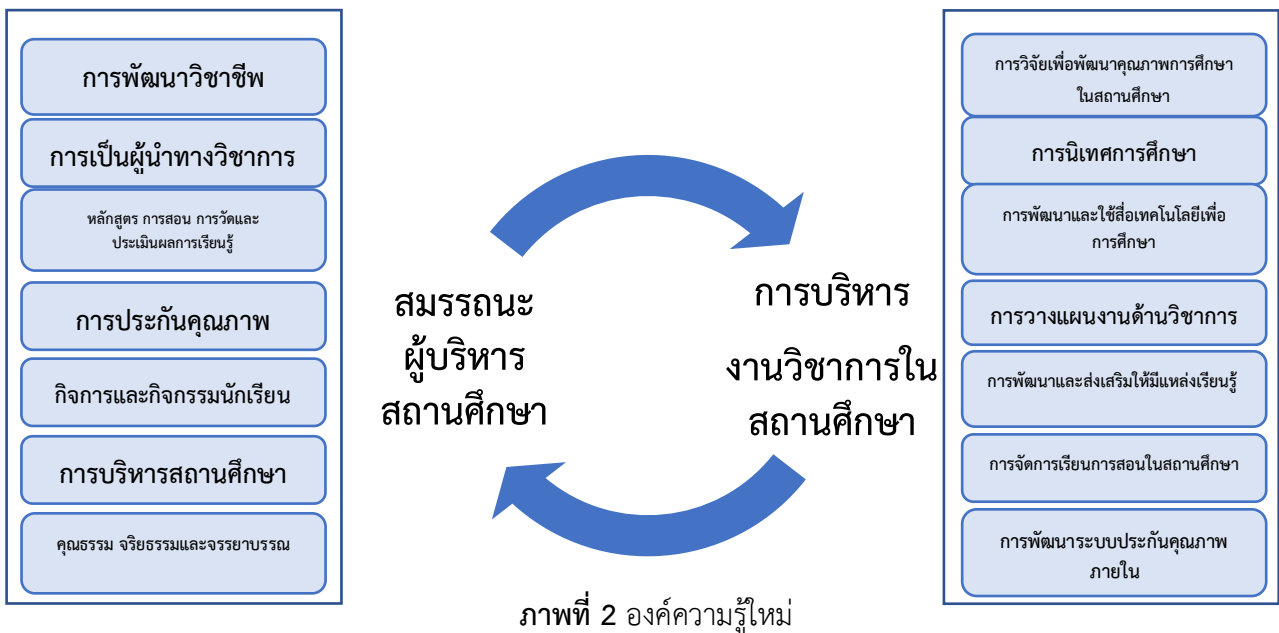 การพัฒนาวิชาชีพ
การเป็นผู้นำทางวิชาการ
หลักสูตร การสอน การวัดและ
ประเมินผลการเรียนรู้
การประกันคุณภาพ
กิจการและกิจกรรมนักเรียน
การบริหารสถานศึกษา
คุณธรรม จริยธรรมและจรรยาบรรณ
สมรรถนะ
ผู้บริหาร
สถานศึกษา
การบริหาร
งานวิชาการใน
สถานศึกษา
การวิจัยเพื่อพัฒนาคุณภาพการศึกษา
ในสถานศึกษา
การนิเทศการศึกษา
การพัฒนาและใช้สื่อเทคโนโลยีเพื่อ
การศึกษา
การวางแผนงานด้านวิชาการ
การพัฒนาและส่งเสริมให้มีแหล่งเรียนรู้
การจัดการเรียนการสอนในสถานศึกษา
การพัฒนาระบบประกันคุณภาพ
ภายใน
ภาพที่ 2 องค์ความรู้ใหม่